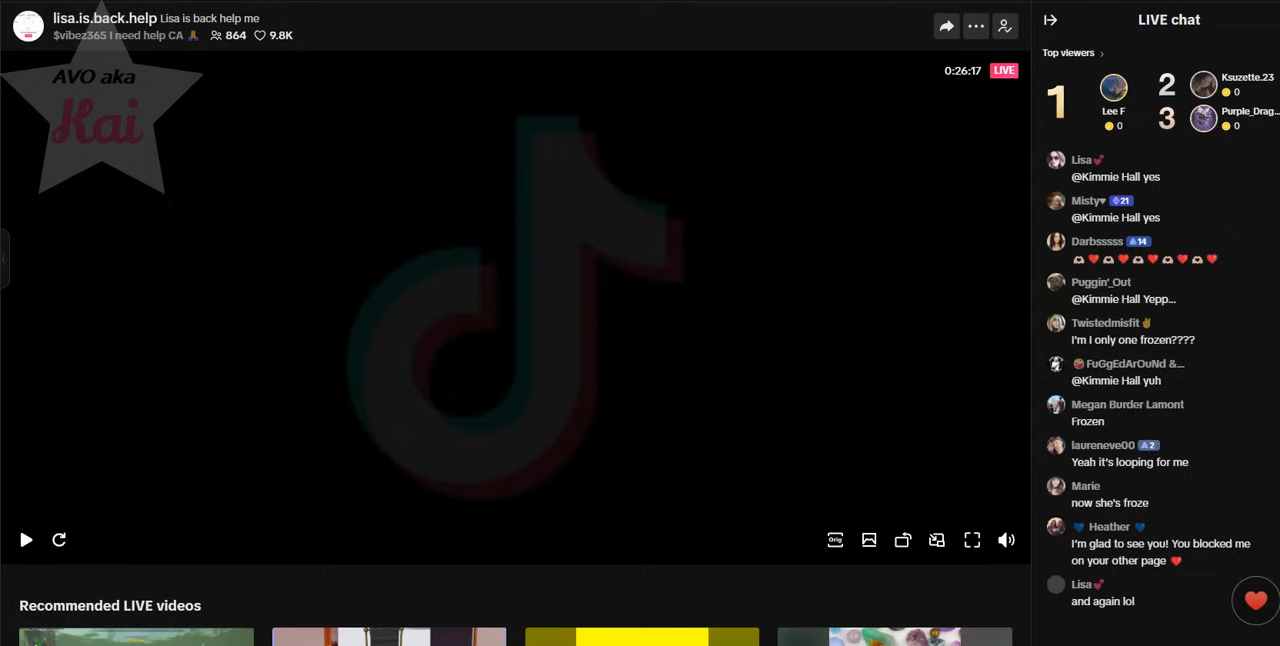 lisa.is.back.help Lisa is back help me
$vibez365 I need help CA 🙏 864 9.8K
AVO aka
Kai
0:26:17 LIVE
Orig
Recommended LIVE videos
LIVE chat
Top viewers
1
Lee F
0
2 Ksuzette.23
0
3 Purple_Drag...
0
Lisa💕
@Kimmie Hall yes
Misty♥ 21
@Kimmie Hall yes
Darbsssss 14
🫶🏼❤️🫶🏼❤️🫶🏼❤️🫶🏼❤️🫶🏼❤️
Puggin'_Out
@Kimmie Hall Yepp...
Twistedmisfit✌
I'm I only one frozen????
FuGgEdArOuNd &...
@Kimmie Hall yuh
Megan Burder Lamont
Frozen
laureneve00 2
Yeah it's looping for me
Marie
now she's froze
💙 Heather 💙
I'm glad to see you! You blocked me
on your other page ❤️
Lisa💕
and again lol